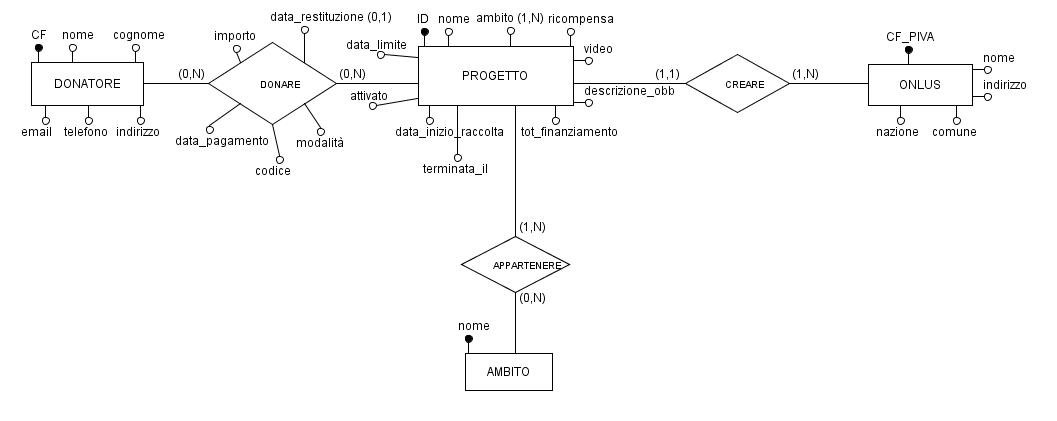 data_restituzione (0,1)
ID nome ambito (1,N) ricompensa
CF nome cognome
importo
data_limite
video
CF_PIVA
nome
DONATORE
(0,N)
DONARE
(0,N)
PROGETTO
(1,1)
CREARE
(1,N)
ONLUS
indirizzo
attivato
descrizione_obb
email telefono indirizzo
data_pagamento
modalità
data_inizio_raccolta
tot_finanziamento
nazione comune
codice
terminata_il
(1,N)
APPARTENERE
(0,N)
nome
AMBITO